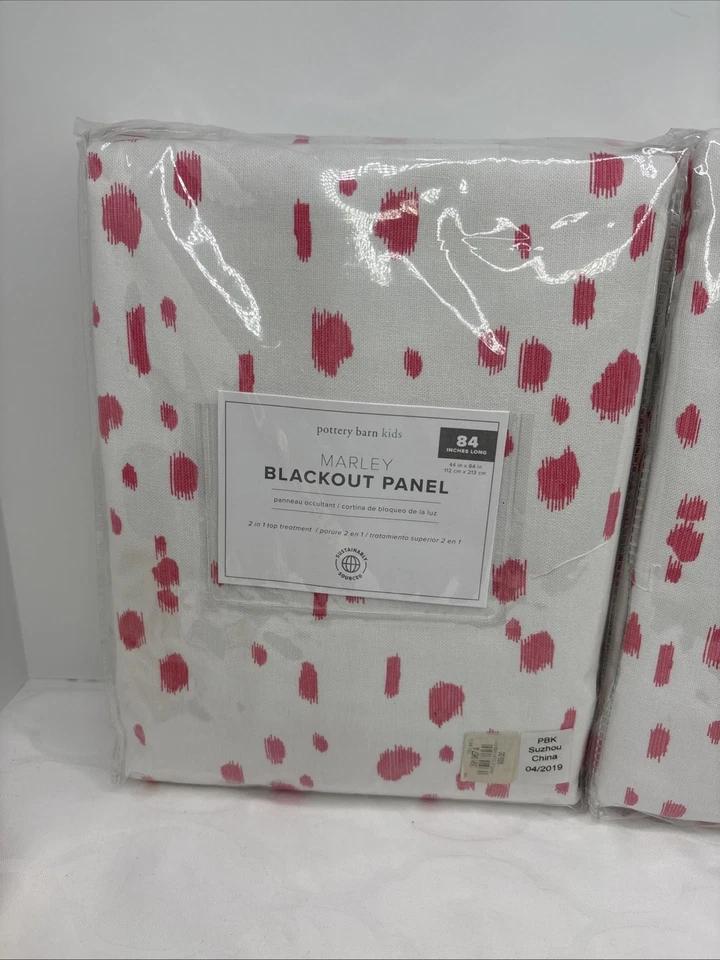 pottery barn kids
84
INCHES LONG
44 in x 84 in
112 cm x 213 cm
MARLEY
BLACKOUT PANEL
panneau occultant / cortina de bloqueo de la luz
2 in 1 top treatment / parure 2 en 1 / tratamiento superior 2 en 1
SUSTAINABLY
SOURCED
PBK
Suzhou
China
04/2019